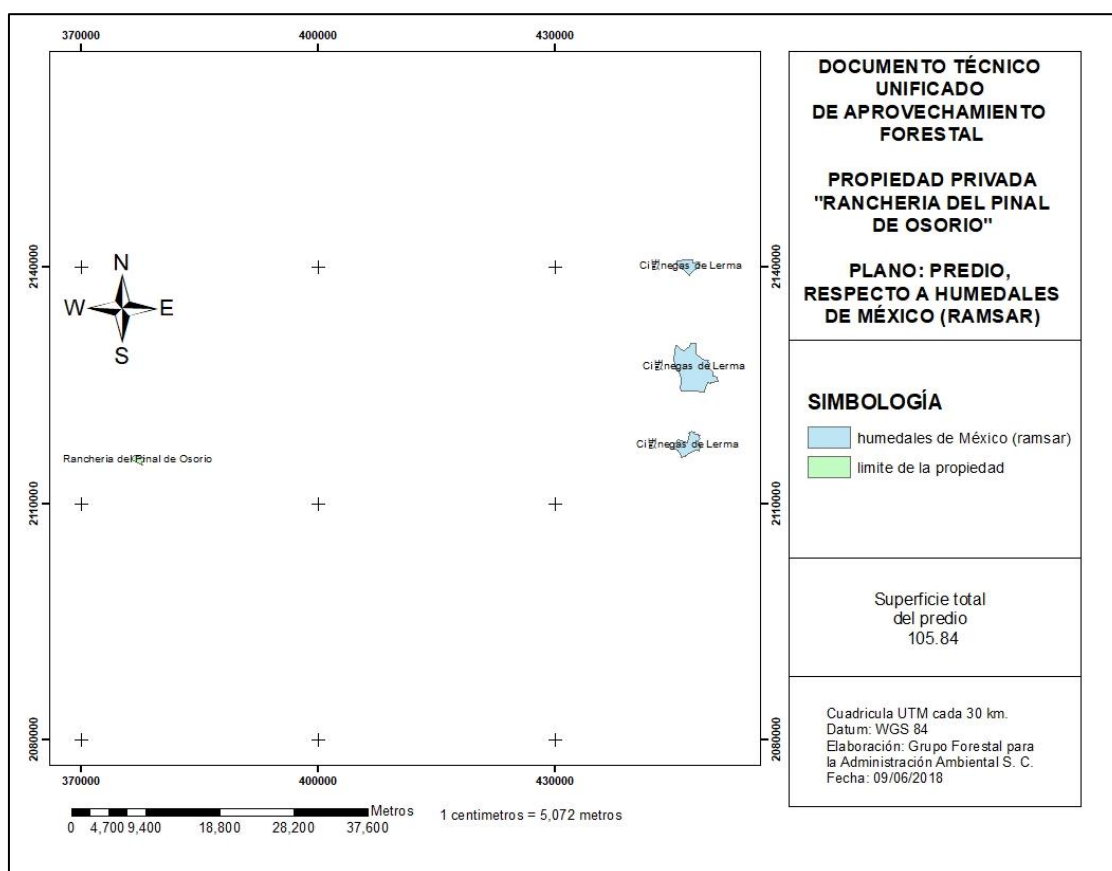 370000 400000 430000
DOCUMENTO TÉCNICO
UNIFICADO
DE APROVECHAMIENTO
FORESTAL
PROPIEDAD PRIVADA
"RANCHERIA DEL PINAL
DE OSORIO"
PLANO: PREDIO,
RESPECTO A HUMEDALES
DE MÉXICO (RAMSAR)
2140000 2140000
N
W E
S
de Lerma
de Lerma
de Lerma
Rancheria del Pinal de Osorio
2110000 2110000
2080000 2080000
370000 400000 430000
SIMBOLOGÍA
humedales de México (ramsar)
limite de la propiedad
Superficie total
del predio
105.84
Cuadricula UTM cada 30 km.
Datum: WGS 84
Elaboración: Grupo Forestal para
la Administración Ambiental S. C.
Fecha: 09/06/2018
Metros
0 4,700 9,400 18,800 28,200 37,600
1 centimetros = 5,072 metros